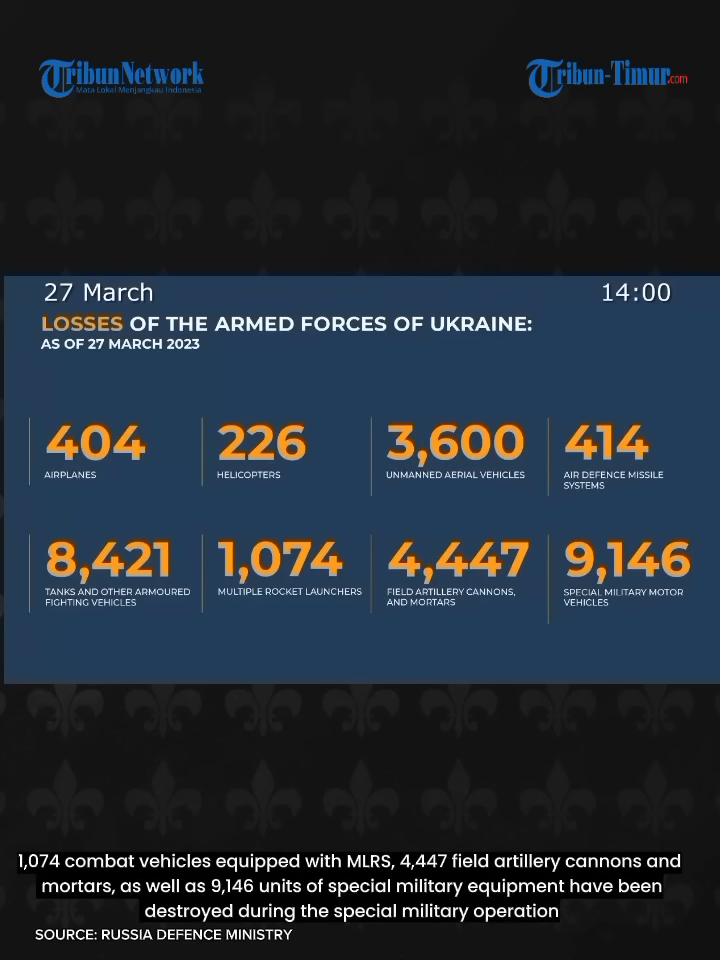 TribunNetwork
Mata Lokal Menjangkau Indonesia
Tribun-Timur.com
27 March
14:00
LOSSES OF THE ARMED FORCES OF UKRAINE:
AS OF 27 MARCH 2023
404
AIRPLANES
226
HELICOPTERS
3,600
UNMANNED AERIAL VEHICLES
414
AIR DEFENCE MISSILE
SYSTEMS
8,421
TANKS AND OTHER ARMOURED
FIGHTING VEHICLES
1,074
MULTIPLE ROCKET LAUNCHERS
4,447
FIELD ARTILLERY CANNONS,
AND MORTARS
9,146
SPECIAL MILITARY MOTOR
VEHICLES
1,074 combat vehicles equipped with MLRS, 4,447 field artillery cannons and
mortars, as well as 9,146 units of special military equipment have been
destroyed during the special military operation
SOURCE: RUSSIA DEFENCE MINISTRY